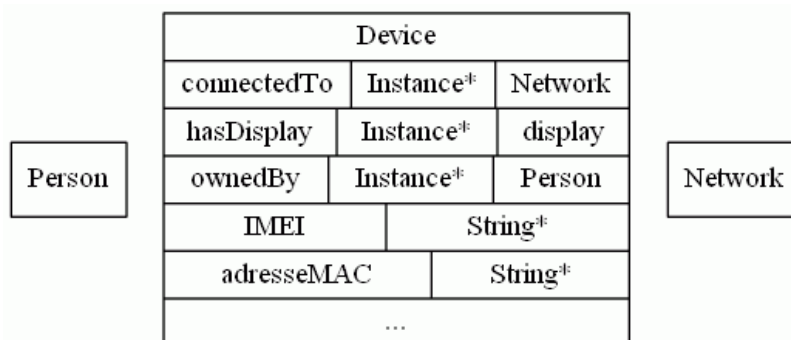 Device
connectedTo Instance* Network
hasDisplay Instance* display
Person ownedBy Instance* Person Network
IMEI String*
adresseMAC String*
...